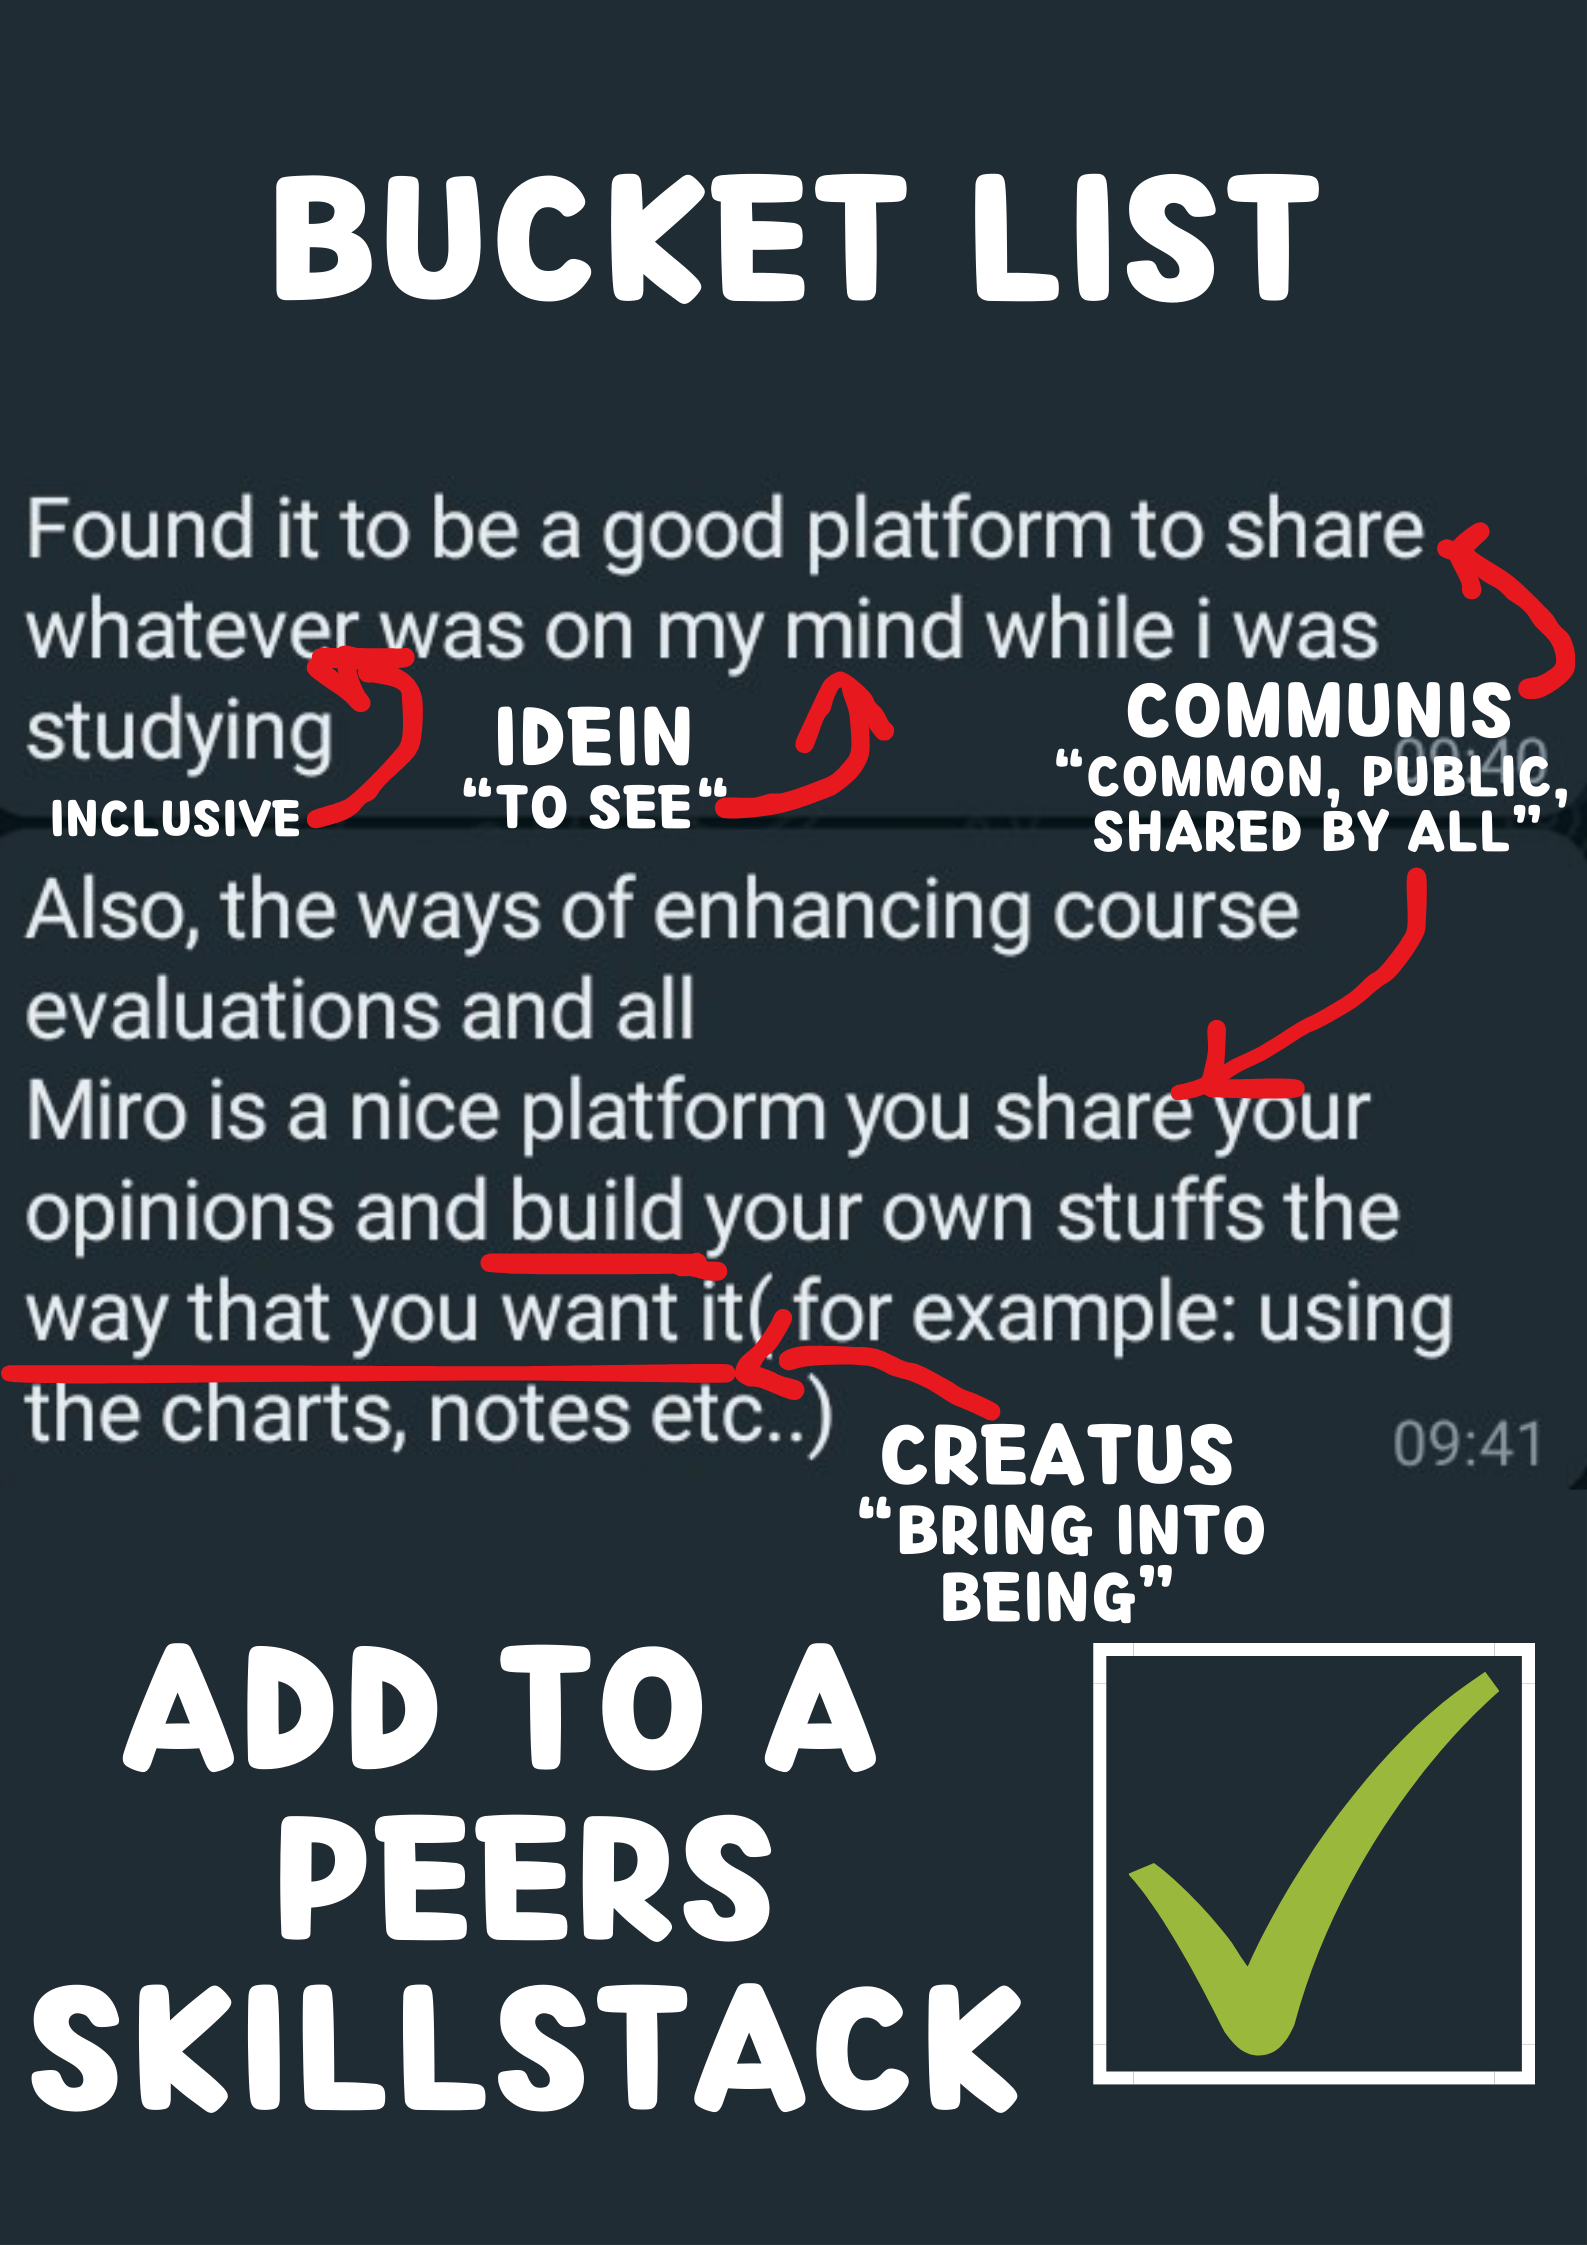 BUCKET LIST
Found it to be a good platform to share
whatever was on my mind while i was
studying
INCLUSIVE
IDEIN
“TO SEE“
COMMUNIS
09:40
“COMMON, PUBLIC,
SHARED BY ALL”
Also, the ways of enhancing course
evaluations and all
Miro is a nice platform you share your
opinions and build your own stuffs the
way that you want it( for example: using
the charts, notes etc..)
09:41
CREATUS
“BRING INTO
BEING”
ADD TO A
PEERS
SKILLSTACK